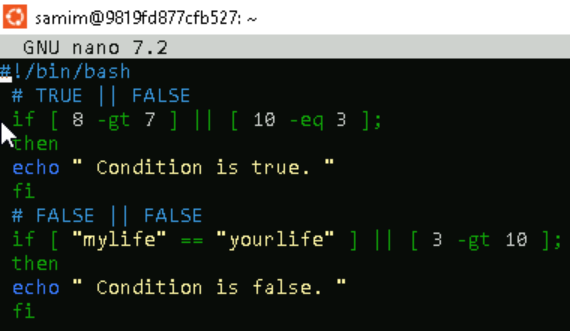 samim@9819fd877cfb527: ~
GNU nano 7.2
#!/bin/bash
# TRUE || FALSE
if [ 8 -gt 7 ] || [ 10 -eq 3 ];
then
echo " Condition is true. "
fi
# FALSE || FALSE
if [ "mylife" == "yourlife" ] || [ 3 -gt 10 ];
then
echo " Condition is false. "
fi